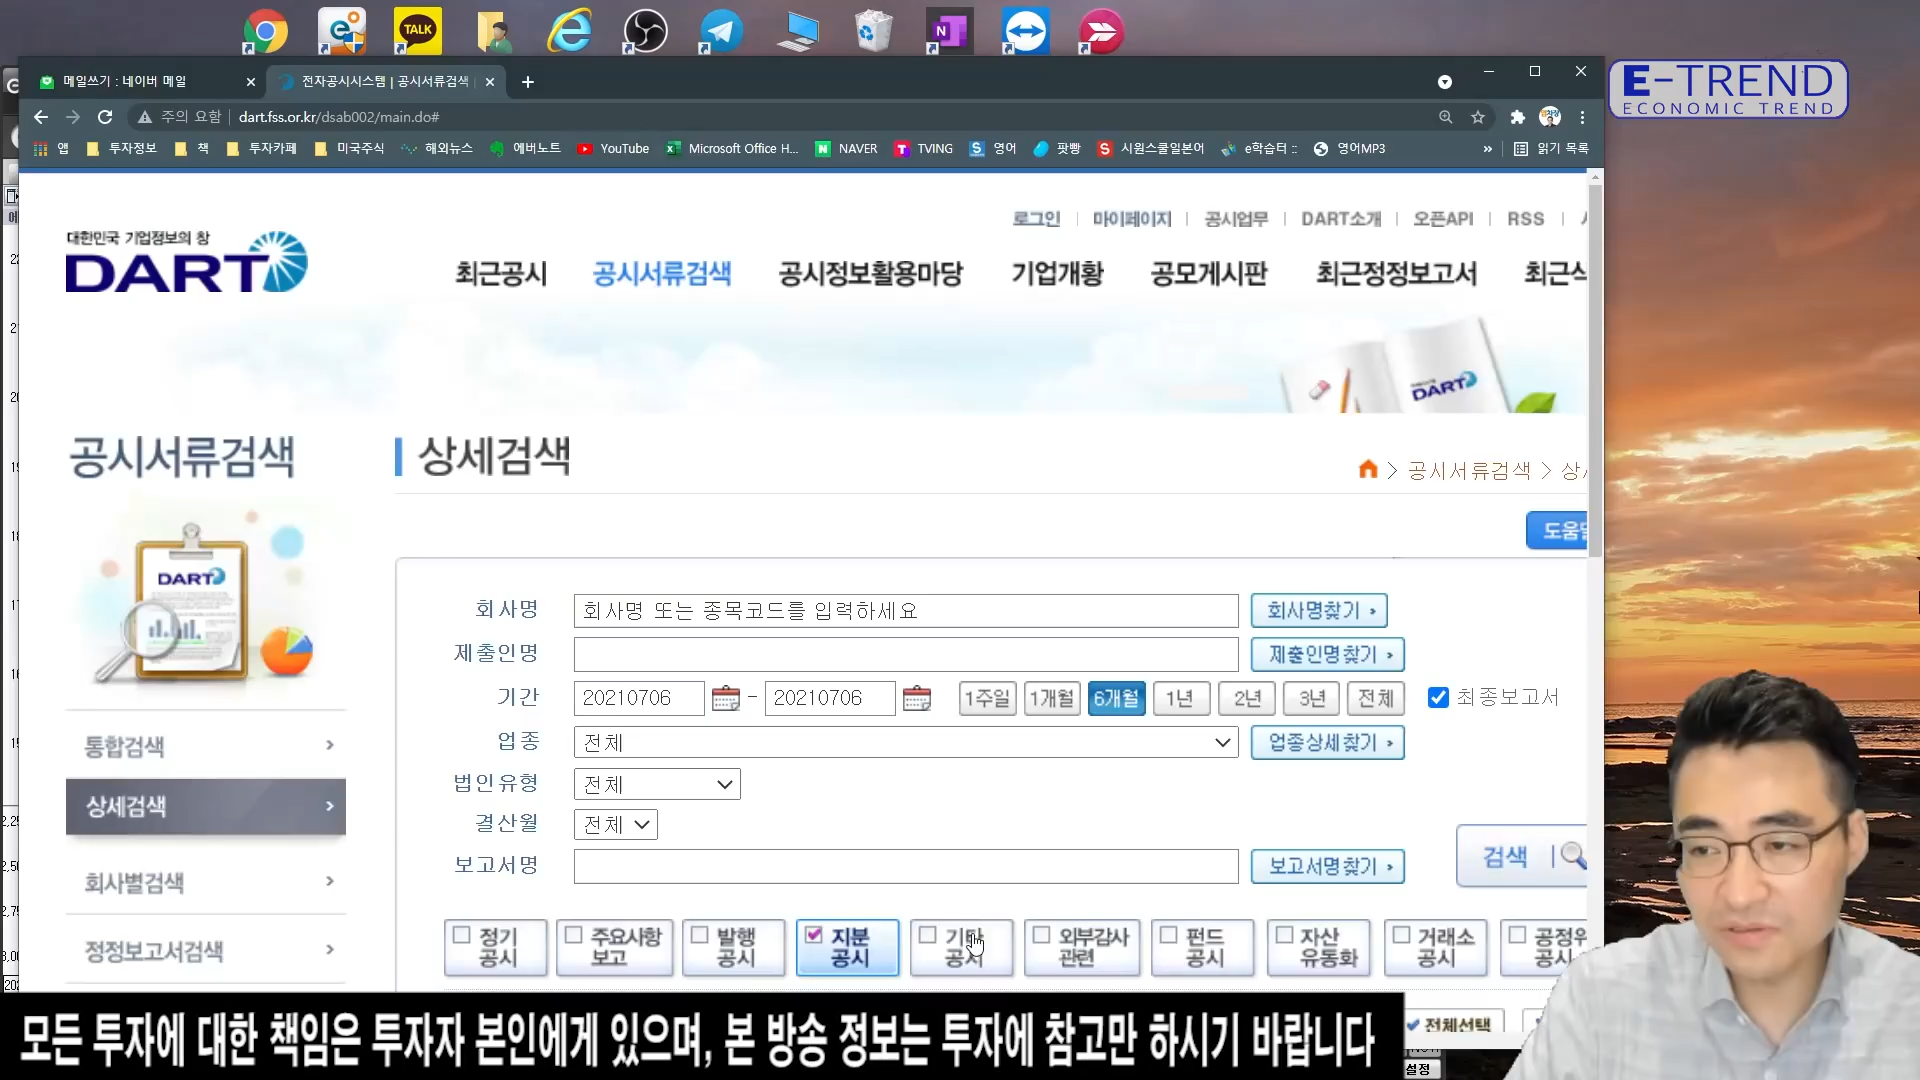 TALK
메일쓰기 : 네이버 메일
전자공시시스템 | 공시서류검색
주의 요함
dart.fss.or.kr/dsab002/main.do#
앱
투자정보
책
투자카페
미국주식
해외뉴스
에버노트
YouTube
Microsoft Office H...
NAVER
TVING
영어
팟빵
시원스쿨일본어
e학습터 ::
영어MP3
»
읽기 목록
E-TREND
ECONOMIC TREND
로그인
마이페이지
공시업무
DART소개
오픈API
RSS
대한민국 기업정보의 창
DART
최근공시
공시서류검색
공시정보활용마당
기업개황
공모게시판
최근정정보고서
최근
DART
공시서류검색
상세검색
> 공시서류검색 >
DART
회사명
회사명 또는 종목코드를 입력하세요
회사명찾기
제출인명
제출인명찾기
기간
20210706 - 20210706
1주일
1개월
6개월
1년
2년
3년
전체
최종보고서
업종
전체
업종상세찾기
법인유형
전체
결산월
전체
보고서명
보고서명찾기
검색
통합검색
상세검색
회사별검색
정정보고서검색
정기
공시
주요사항
보고
발행
공시
지분
공시
기타
공시
외부감사
관련
펀드
공시
자산
유동화
거래소
공시
전체선택
설정
모든 투자에 대한 책임은 투자자 본인에게 있으며, 본 방송 정보는 투자에 참고만 하시기 바랍니다